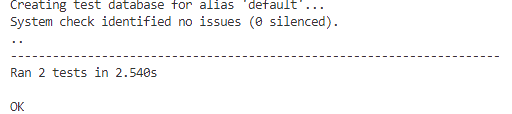 Creating test database for alias 'default'...
System check identified no issues (0 silenced).
..
----------------------------------------------------------------------
Ran 2 tests in 2.540s
OK